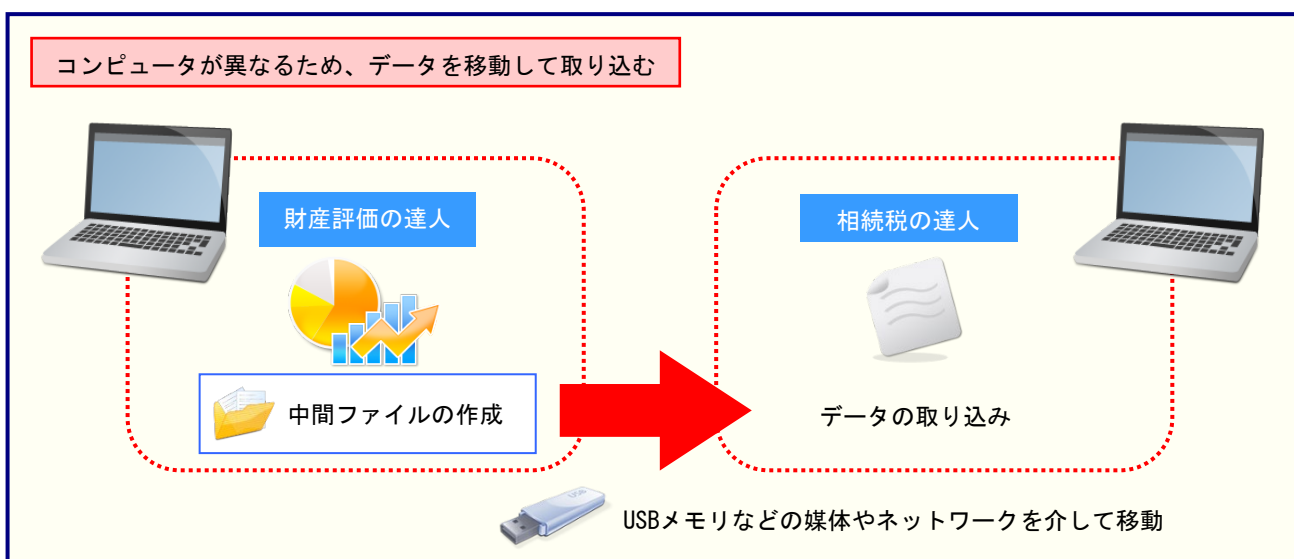 コンピュータが異なるため、データを移動して取り込む
財産評価の達人
相続税の達人
中間ファイルの作成
データの取り込み
USB
USBメモリなどの媒体やネットワークを介して移動